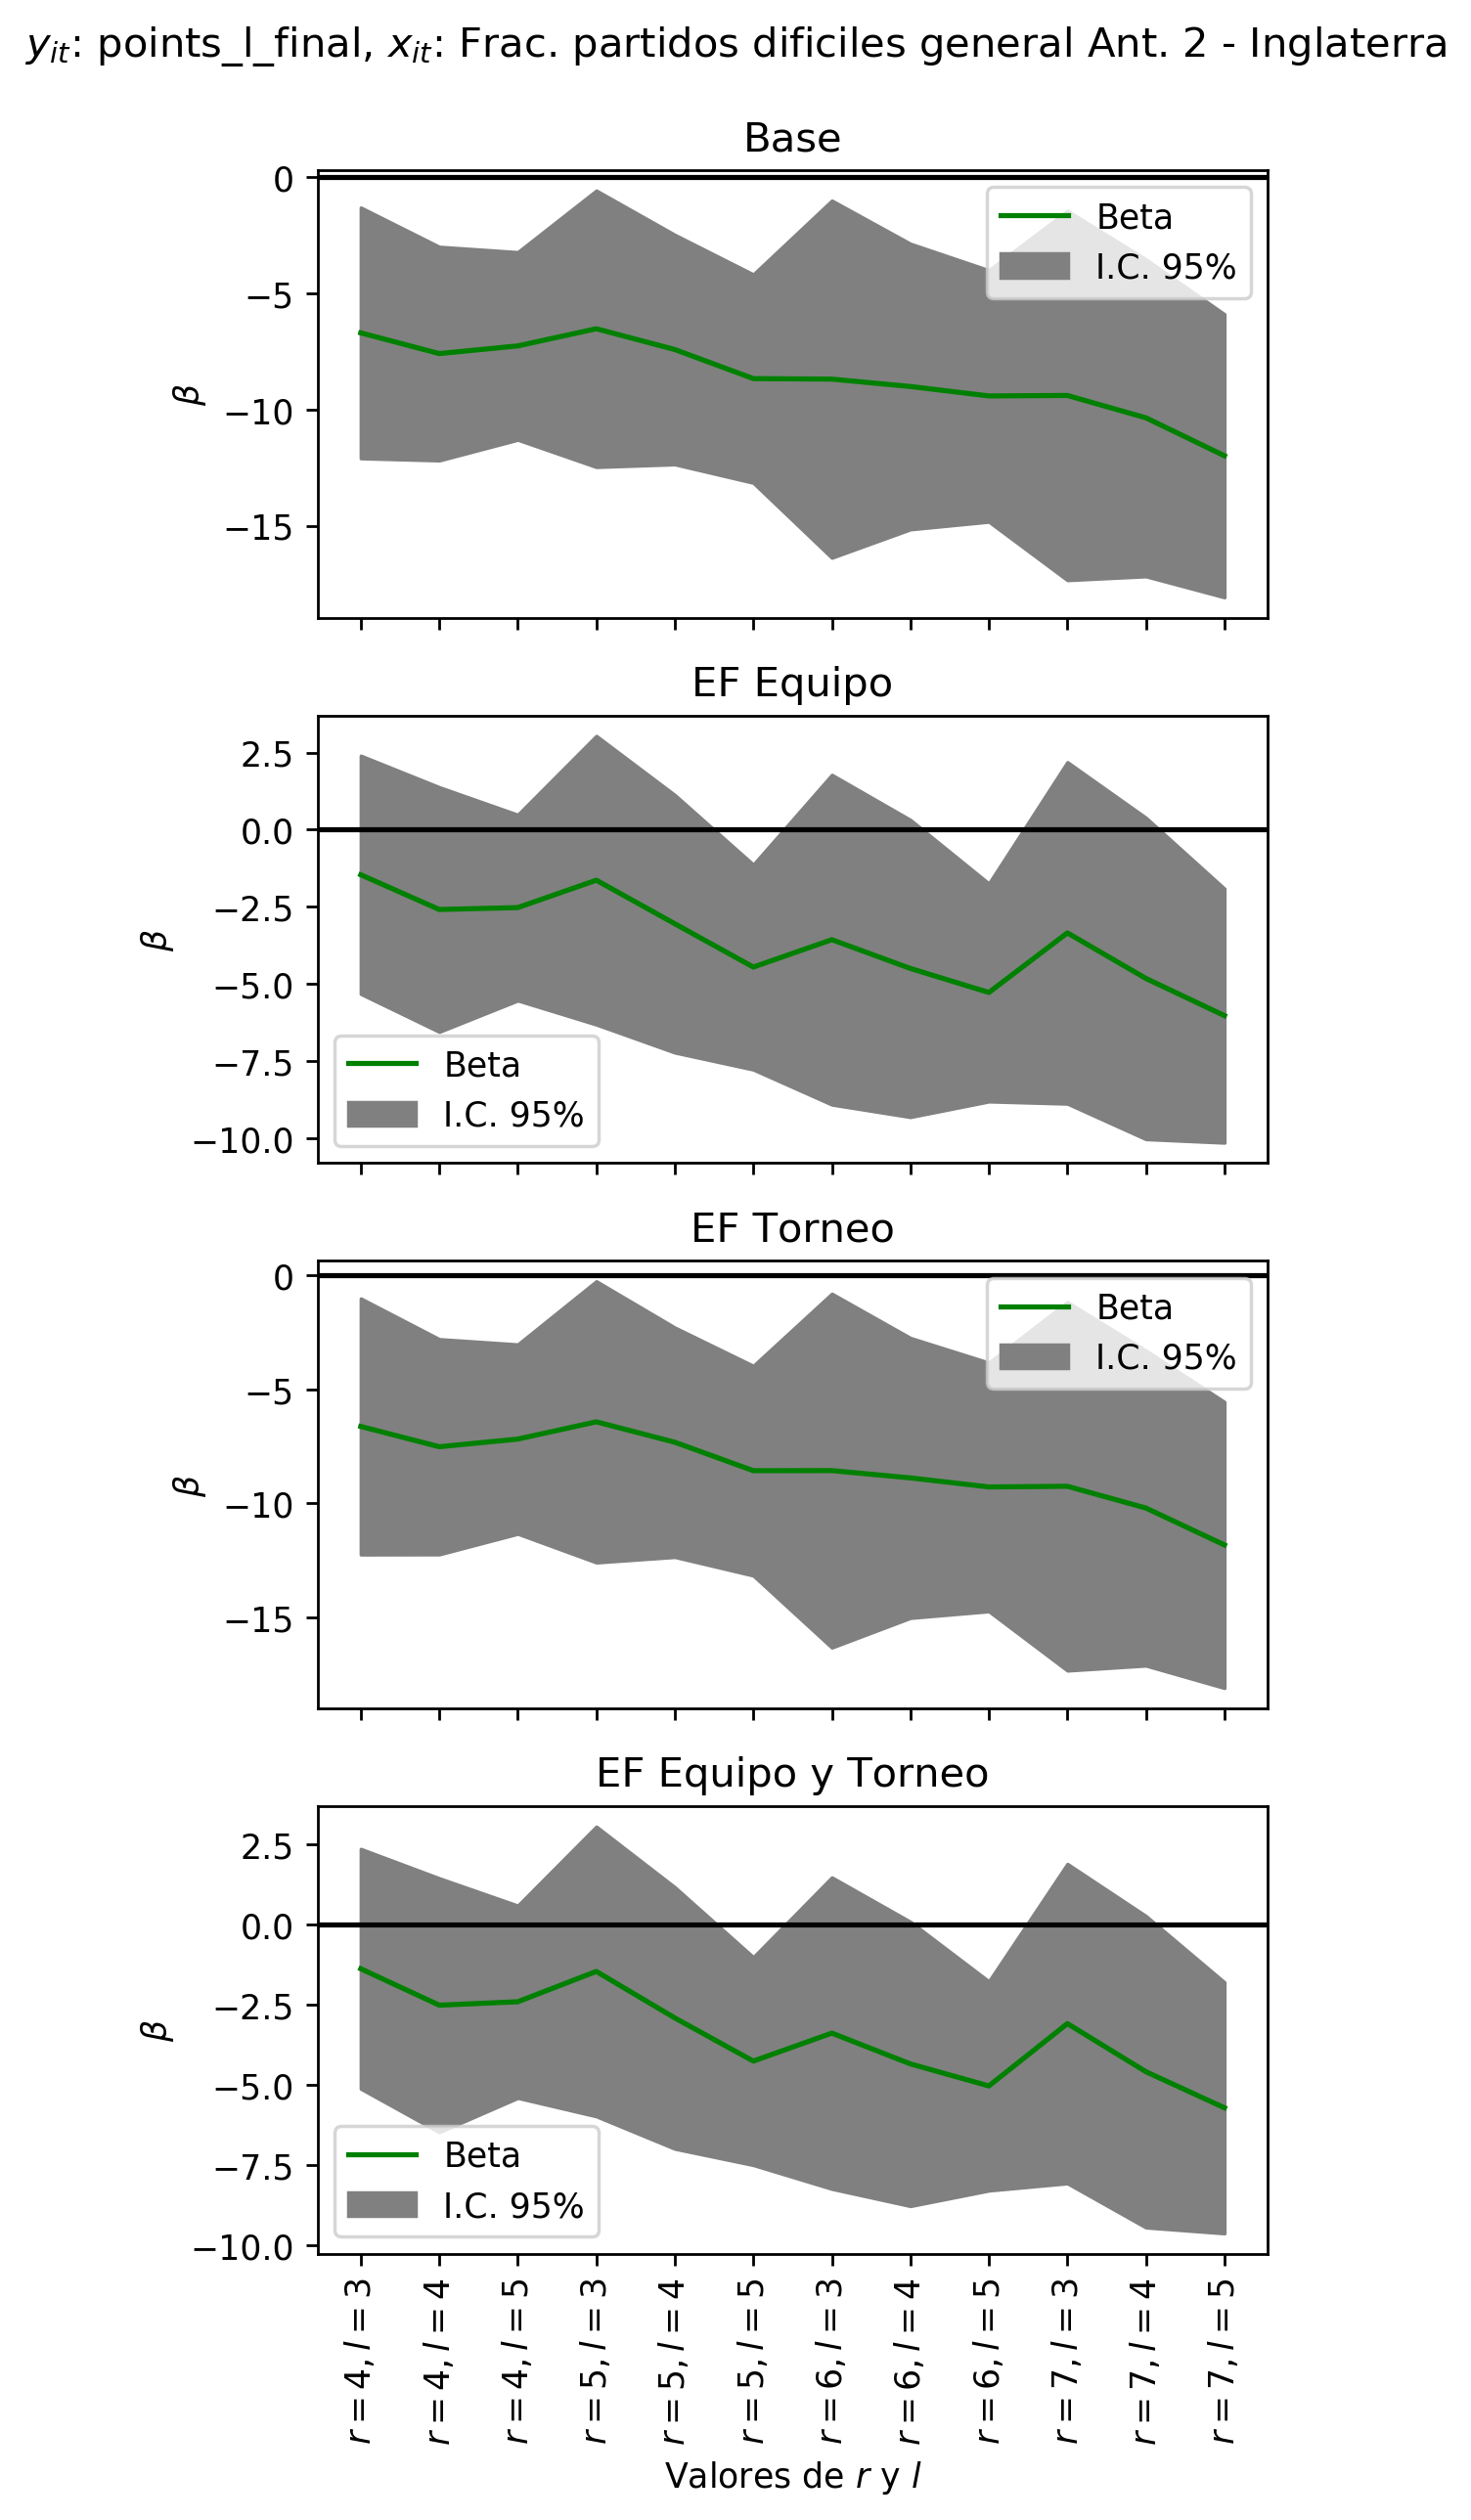 y_it: points_l_final, x_it: Frac. partidos dificiles general Ant. 2 - Inglaterra
Base
0
−5
−10
−15
β
Beta
I.C. 95%
EF Equipo
2.5
0.0
−2.5
−5.0
−7.5
−10.0
β
Beta
I.C. 95%
EF Torneo
0
−5
−10
−15
β
Beta
I.C. 95%
EF Equipo y Torneo
2.5
0.0
−2.5
−5.0
−7.5
−10.0
β
Beta
I.C. 95%
r = 4, l = 3
r = 4, l = 4
r = 4, l = 5
r = 5, l = 3
r = 5, l = 4
r = 5, l = 5
r = 6, l = 3
r = 6, l = 4
r = 6, l = 5
r = 7, l = 3
r = 7, l = 4
r = 7, l = 5
Valores de r y l